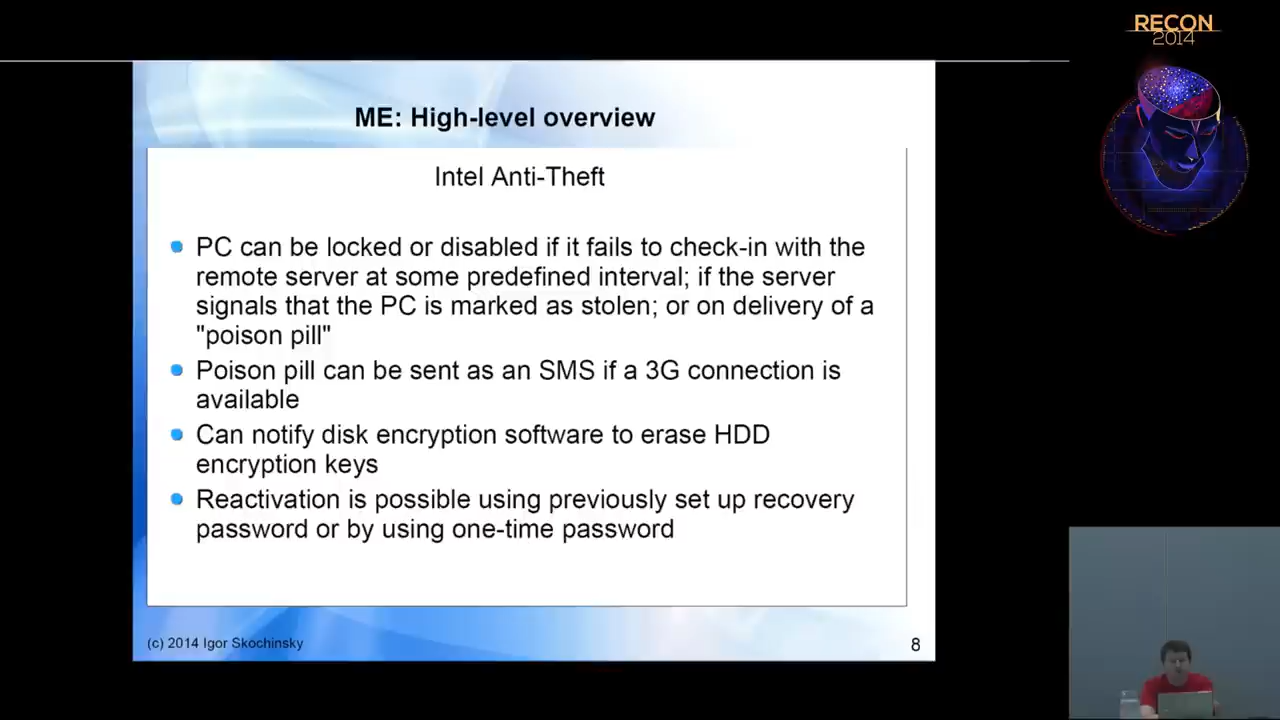 RECON
2014
ME: High-level overview
Intel Anti-Theft
PC can be locked or disabled if it fails to check-in with the
remote server at some predefined interval; if the server
signals that the PC is marked as stolen; or on delivery of a
"poison pill"
Poison pill can be sent as an SMS if a 3G connection is
available
Can notify disk encryption software to erase HDD
encryption keys
Reactivation is possible using previously set up recovery
password or by using one-time password
(c) 2014 Igor Skochinsky
8